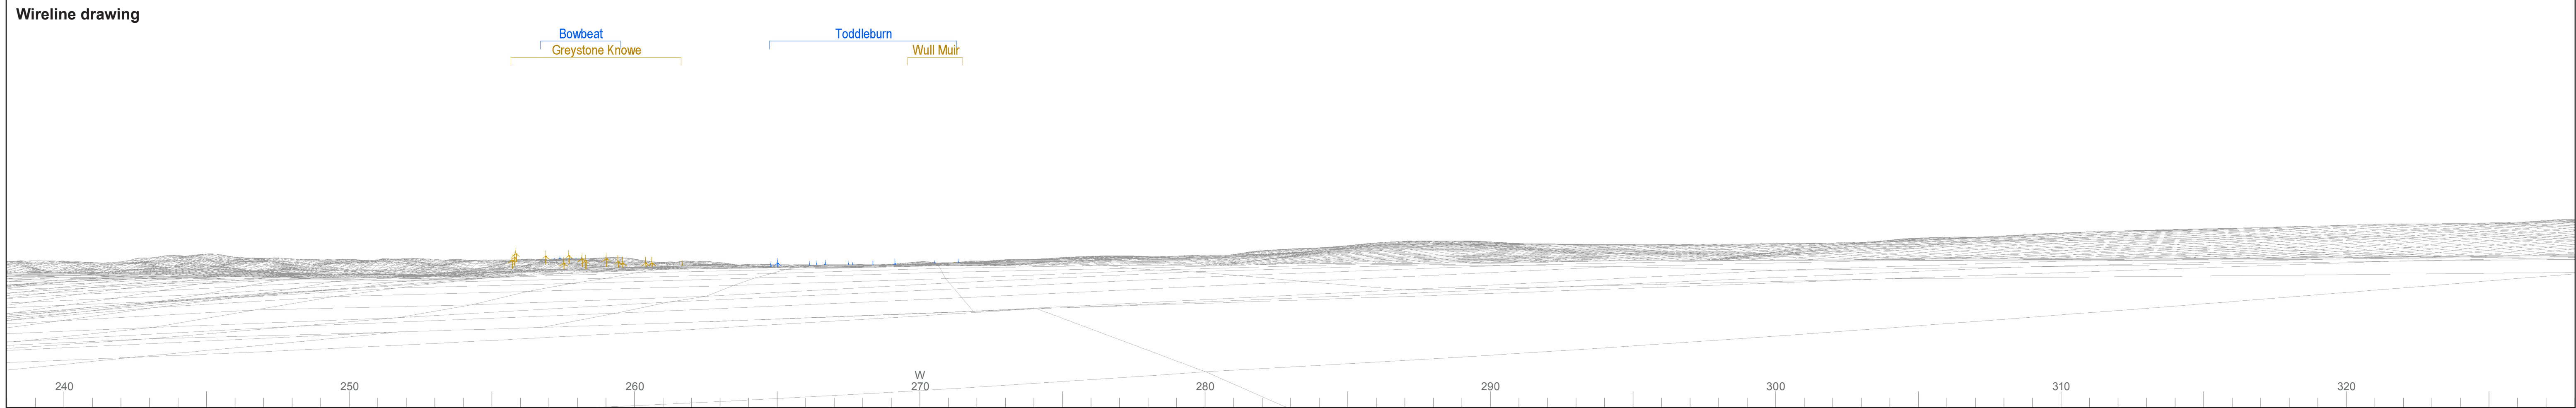 Wireline drawing
Bowbeat
Toddleburn
Greystone Knowe
Wull Muir
W
240 250 260 270 280 290 300 310 320